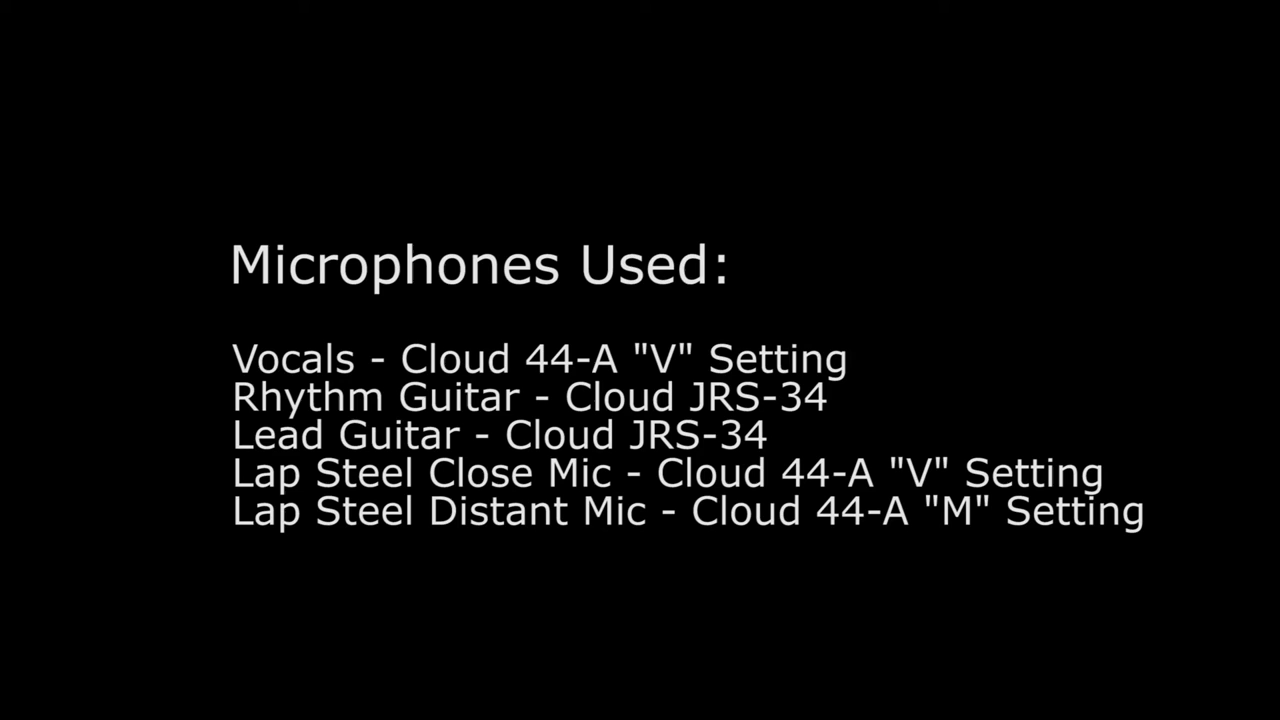 Microphones Used:
Vocals - Cloud 44-A "V" Setting
Rhythm Guitar - Cloud JRS-34
Lead Guitar - Cloud JRS-34
Lap Steel Close Mic - Cloud 44-A "V" Setting
Lap Steel Distant Mic - Cloud 44-A "M" Setting